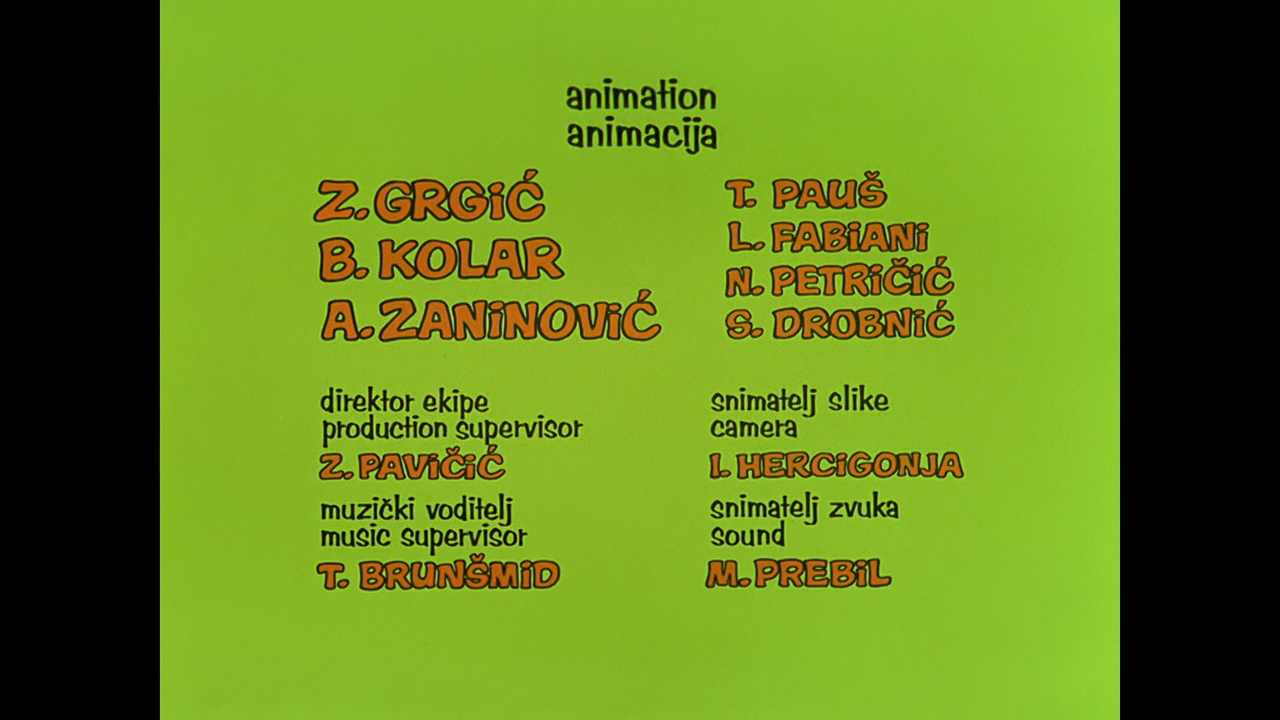 animation
animacija
Z. GRGIĆ
B. KOLAR
A. ZANINOVIĆ
T. PAUŠ
L. FABIANI
N. PETRIČIĆ
S. DROBNIĆ
direktor ekipe
production supervisor
Z. PAVIČIĆ
muzički voditelj
music supervisor
T. BRUNŠMID
snimatelj slike
camera
I. HERCIGONJA
snimatelj zvuka
sound
M. PREBIL